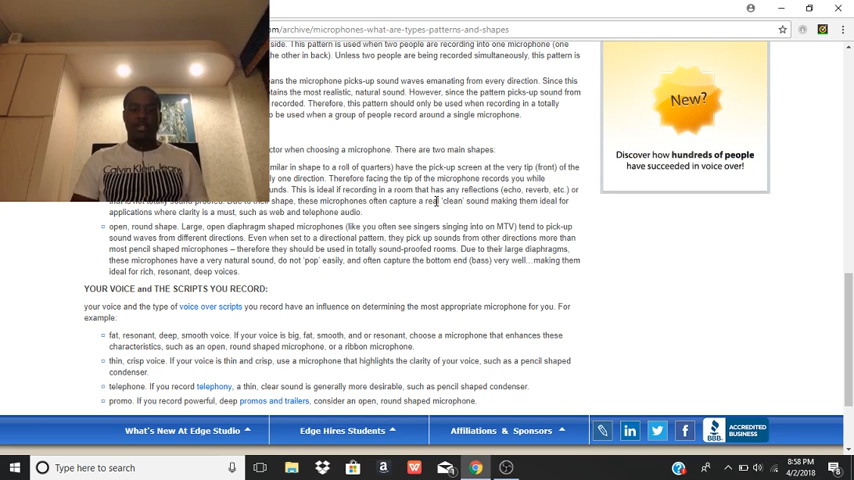 com/archive/microphones-what-are-types-patterns-and-shapes
side. This pattern is used when two people are recording into one microphone (one
the other in back). Unless two people are being recorded simultaneously, this pattern is
ans the microphone picks-up sound waves emanating from every direction. Since this
tains the most realistic, natural sound. However, since the pattern picks-up sound from
recorded. Therefore, this pattern should only be used when recording in a totally
o be used when a group of people record around a single microphone.
ctor when choosing a microphone. There are two main shapes:
milar in shape to a roll of quarters) have the pick-up screen at the very tip (front) of the
ly one direction. Therefore facing the tip of the microphone records you while
unds. This is ideal if recording in a room that has any reflections (echo, reverb, etc.) or
that is not totally sound proofed. Due to their shape, these microphones often capture a real 'clean' sound making them ideal for
applications where clarity is a must, such as web and telephone audio.
open, round shape. Large, open diaphragm shaped microphones (like you often see singers singing into on MTV) tend to pick-up
sound waves from different directions. Even when set to a directional pattern, they pick up sounds from other directions more than
most pencil shaped microphones – therefore they should be used in totally sound-proofed rooms. Due to their large diaphragms,
these microphones have a very natural sound, do not 'pop' easily, and often capture the bottom end (bass) very well…making them
ideal for rich, resonant, deep voices.
YOUR VOICE and THE SCRIPTS YOU RECORD:
your voice and the type of voice over scripts you record have an influence on determining the most appropriate microphone for you. For
example:
fat, resonant, deep, smooth voice. If your voice is big, fat, smooth, and or resonant, choose a microphone that enhances these
characteristics, such as an open, round shaped microphone, or a ribbon microphone.
thin, crisp voice. If your voice is thin and crisp, use a microphone that highlights the clarity of your voice, such as a pencil shaped
condenser.
telephone. If you record telephony, a thin, clear sound is generally more desirable, such as pencil shaped condenser.
promo. If you record powerful, deep promos and trailers, consider an open, round shaped microphone.
New?
Discover how hundreds of people
have succeeded in voice over!
Calvin Klein Jeans
What's New At Edge Studio
Edge Hires Students
Affiliations & Sponsors
BBB
ACCREDITED
BUSINESS
Type here to search
8:58 PM
4/2/2018